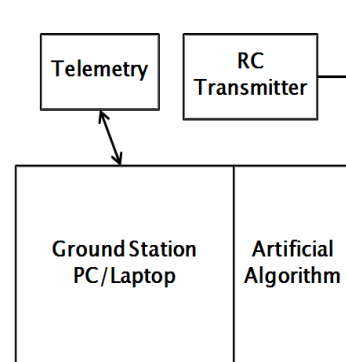 Telemetry
RC
Transmitter
Ground Station
PC/Laptop
Artificial
Algorithm